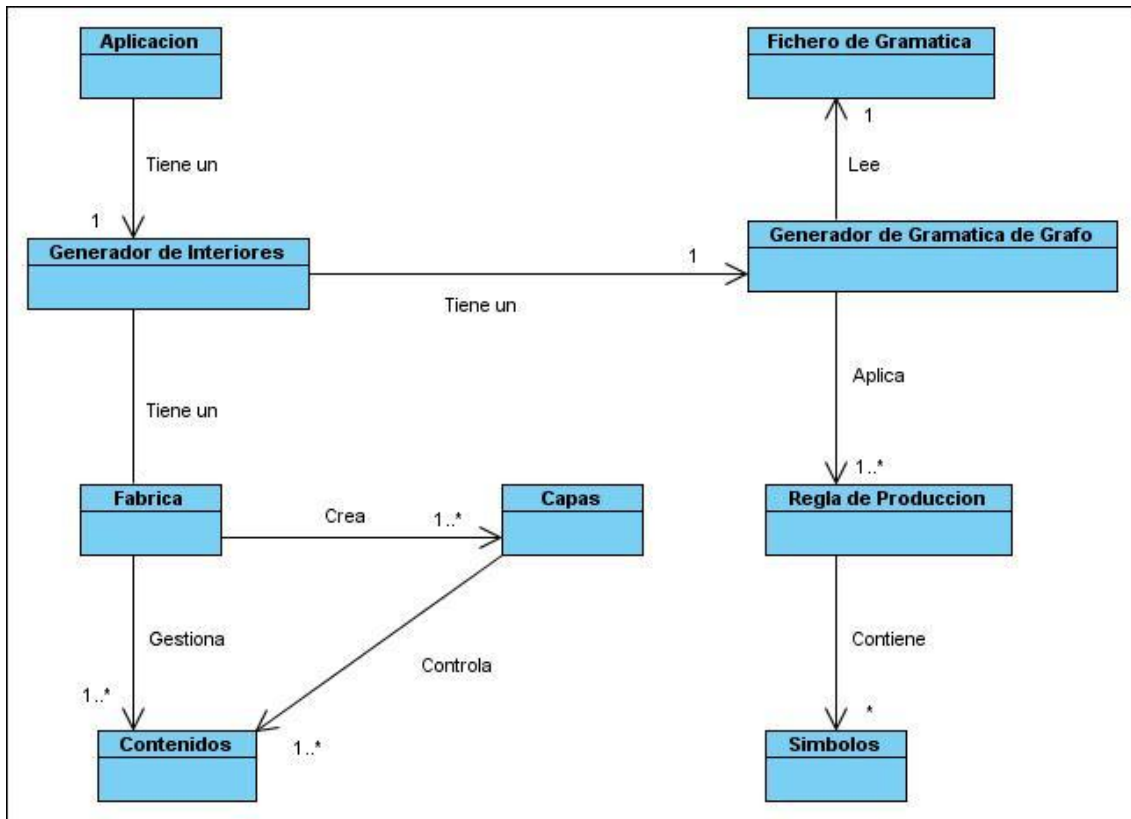 Aplicacion
Fichero de Gramatica
1
Tiene un
Lee
1
Generador de Interiores
Generador de Gramatica de Grafo
1
Tiene un
Aplica
Tiene un
1..*
Fabrica
Capas
Regla de Produccion
Crea
1..*
Gestiona
Contiene
Controla
1..*
*
Contenidos
1..*
Simbolos